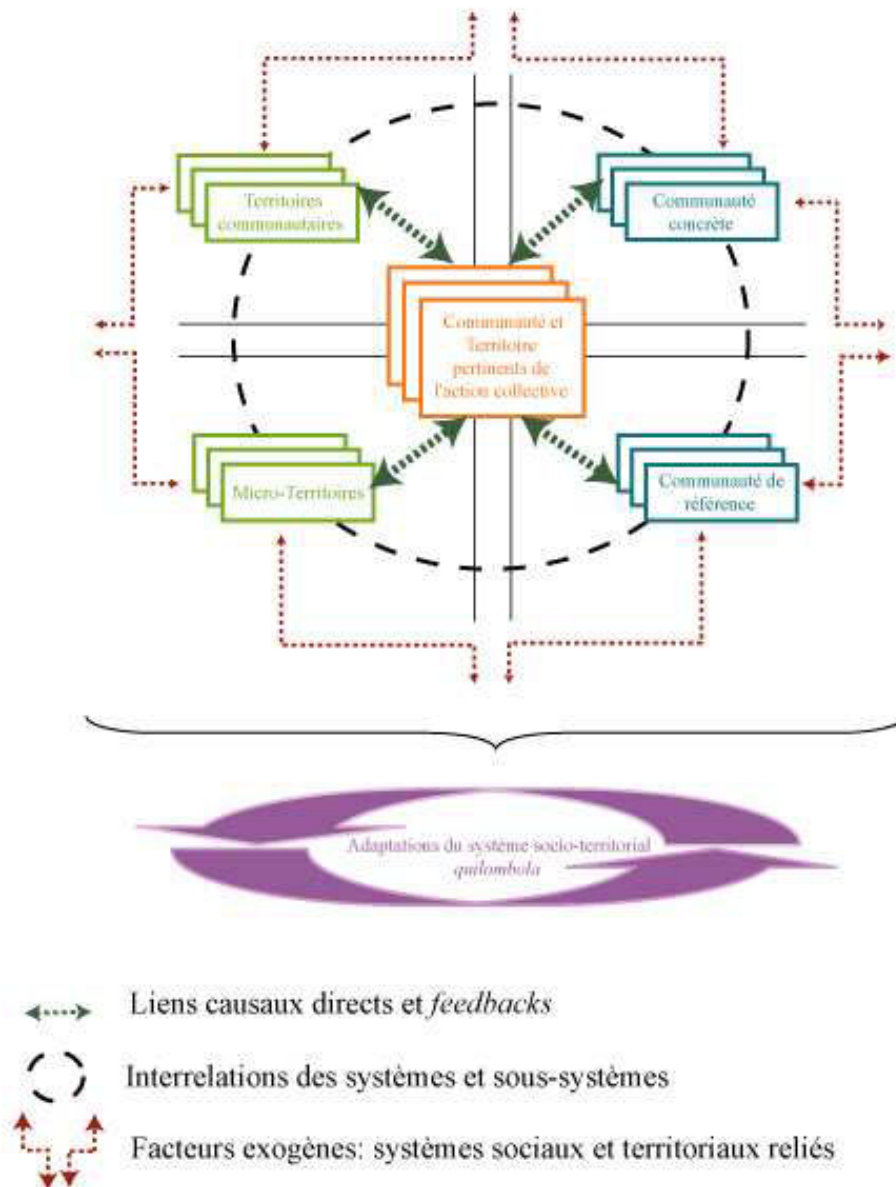 Territoires
communautaires
Communauté
concrète
Communauté et
Territoire
pertinents de
l'action collective
Micro-Territoires
Communauté de
référence
Adaptations du système socio-territorial
quilombola
Liens causaux directs et feedbacks
Interrelations des systèmes et sous-systèmes
Facteurs exogènes: systèmes sociaux et territoriaux reliés